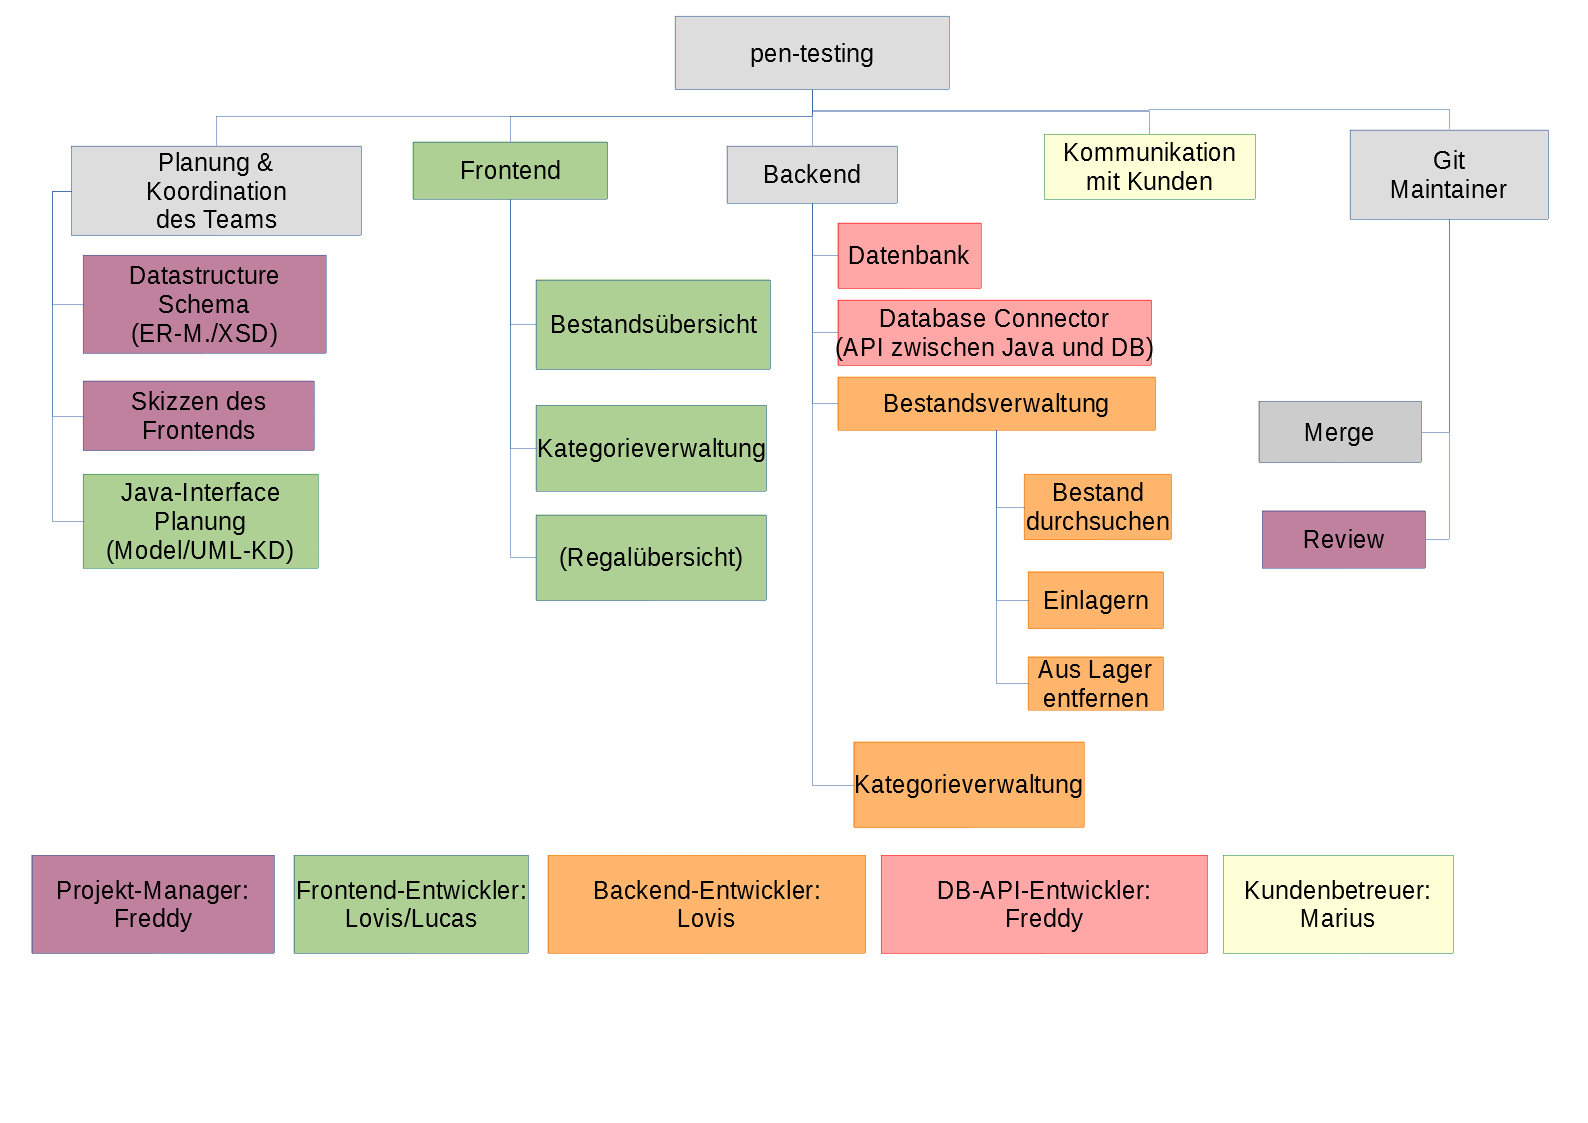 pen-testing
Planung &
Koordination
des Teams
Datastructure
Schema
(ER-M./XSD)
Skizzen des
Frontends
Java-Interface
Planung
(Model/UML-KD)
Frontend
Bestandsübersicht
Kategorieverwaltung
(Regalübersicht)
Backend
Datenbank
Database Connector
(API zwischen Java und DB)
Bestandsverwaltung
Bestand
durchsuchen
Einlagern
Aus Lager
entfernen
Kategorieverwaltung
Kommunikation
mit Kunden
Git
Maintainer
Merge
Review
Projekt-Manager:
Freddy
Frontend-Entwickler:
Lovis/Lucas
Backend-Entwickler:
Lovis
DB-API-Entwickler:
Freddy
Kundenbetreuer:
Marius